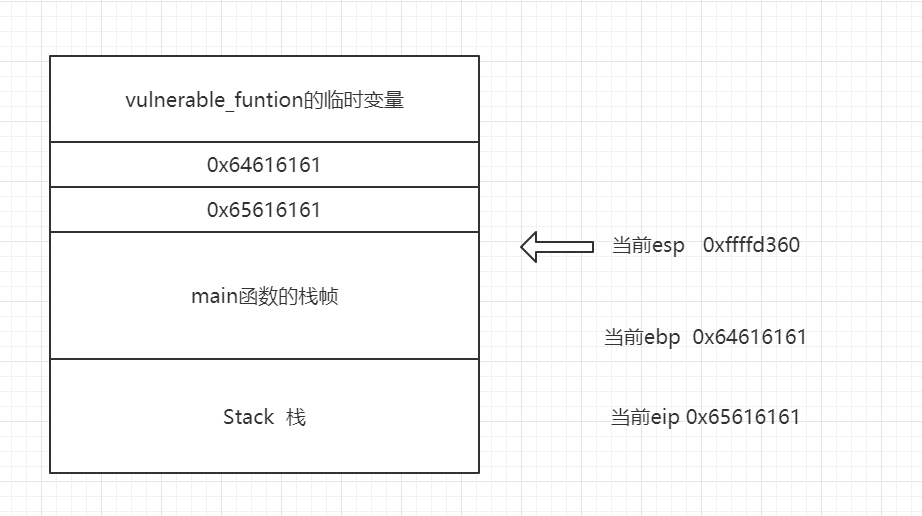 vulnerable_funtion的临时变量
0x64616161
0x65616161
当前esp 0xffffd360
main函数的栈帧
当前ebp 0x64616161
Stack 栈
当前eip 0x65616161